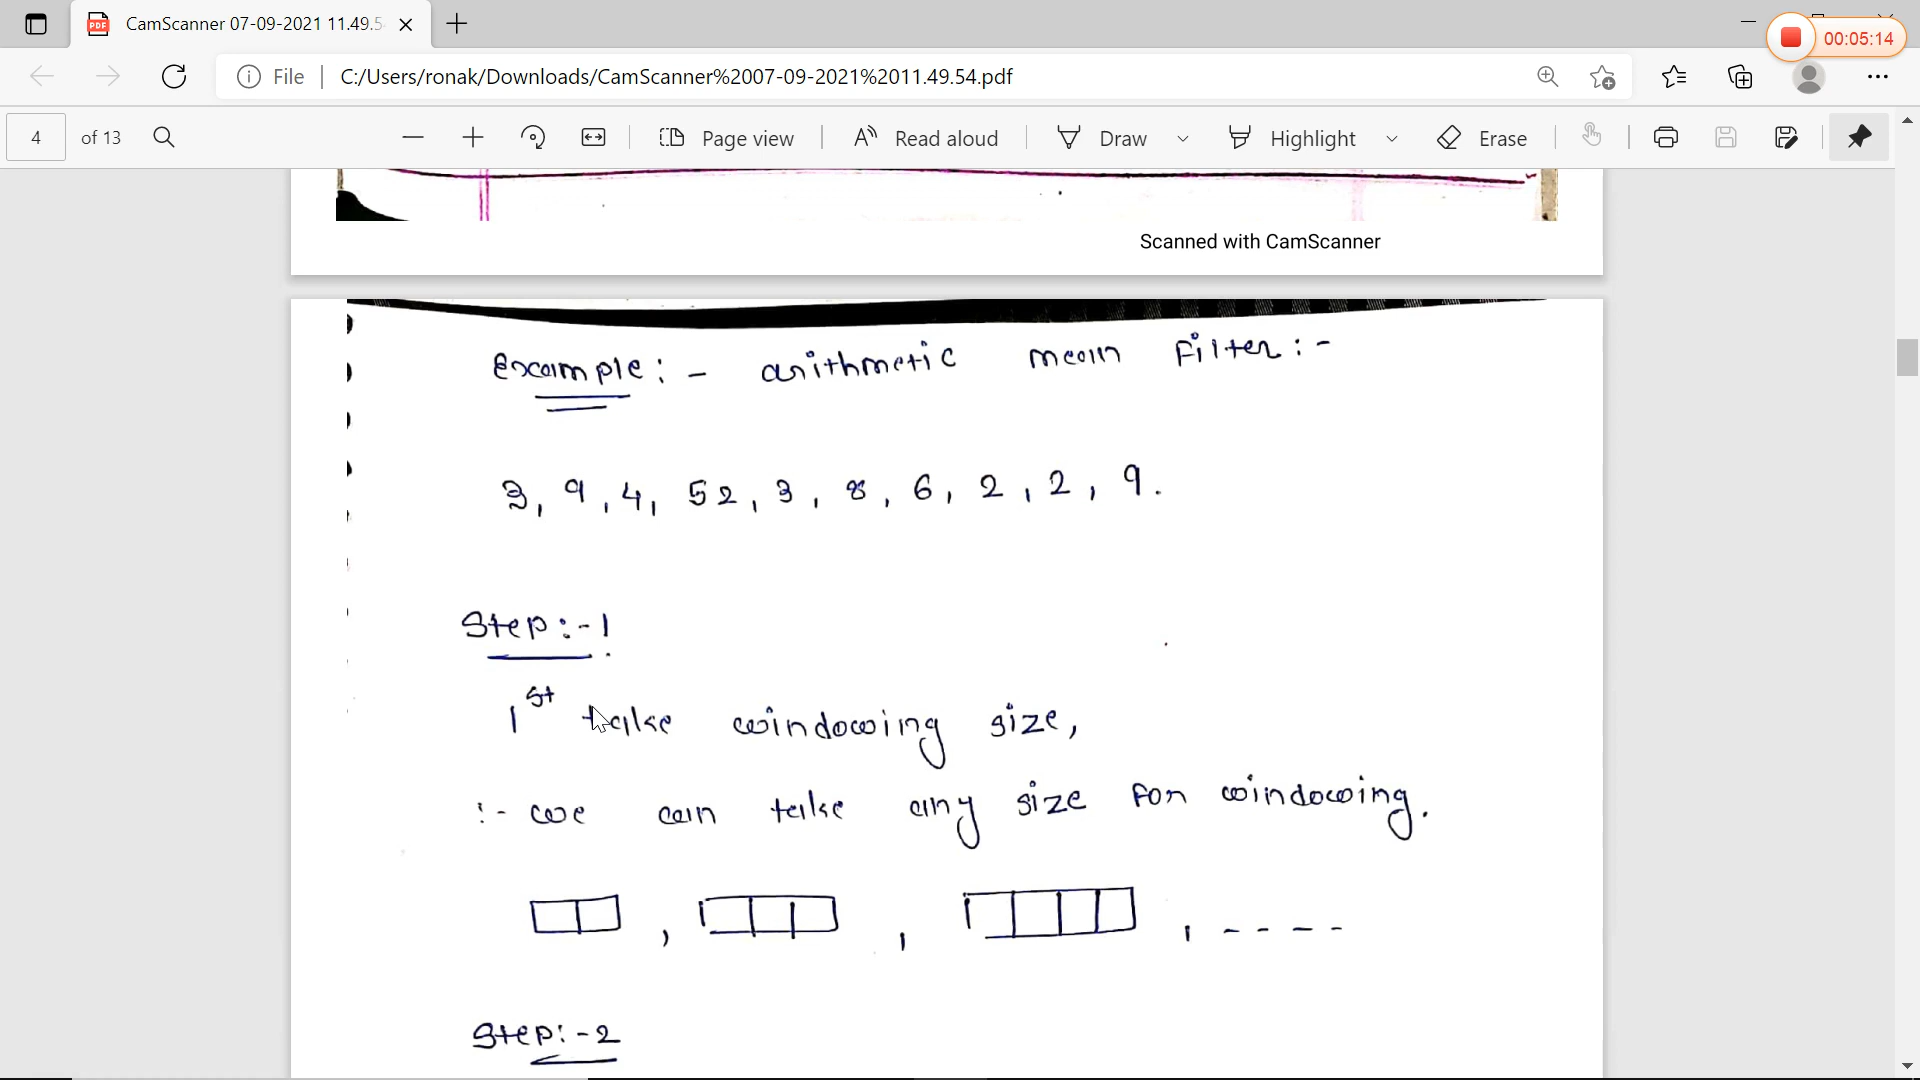 CamScanner 07-09-2021 11.49.5
00:05:14
File
C:/Users/ronak/Downloads/CamScanner%2007-09-2021%2011.49.54.pdf
4 of 13
Page view
Read aloud
Draw
Highlight
Erase
Scanned with CamScanner
Example:- arithmetic mean Filter:-
3, 9, 4, 52, 3, 8, 6, 2, 2, 9.
Step:-1
1st take windowing size,
:- we can take any size for windowing.
, , , ----
Step:-2